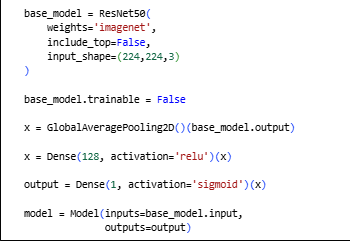 base_model = ResNet50(
    weights='imagenet',
    include_top=False,
    input_shape=(224,224,3)
)
base_model.trainable = False
x = GlobalAveragePooling2D()(base_model.output)
x = Dense(128, activation='relu')(x)
output = Dense(1, activation='sigmoid')(x)
model = Model(inputs=base_model.input,
              outputs=output)